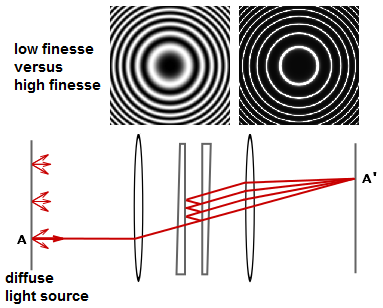 low finesse
versus
high finesse
A
A'
diffuse
light source